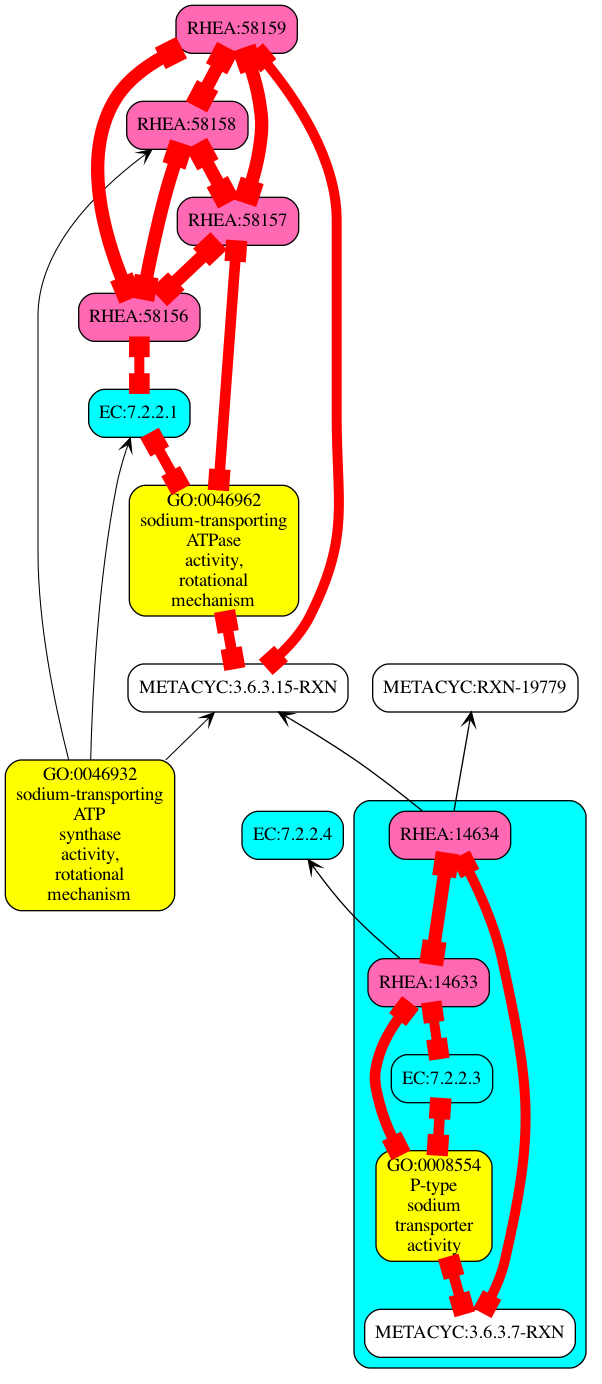 RHEA:58159
RHEA:58158
RHEA:58157
RHEA:58156
EC:7.2.2.1
GO:0046962
sodium-transporting
ATPase
activity,
rotational
mechanism
METACYC:3.6.3.15-RXN
METACYC:RXN-19779
GO:0046932
sodium-transporting
ATP
synthase
activity,
rotational
mechanism
EC:7.2.2.4
RHEA:14634
RHEA:14633
EC:7.2.2.3
GO:0008554
P-type
sodium
transporter
activity
METACYC:3.6.3.7-RXN